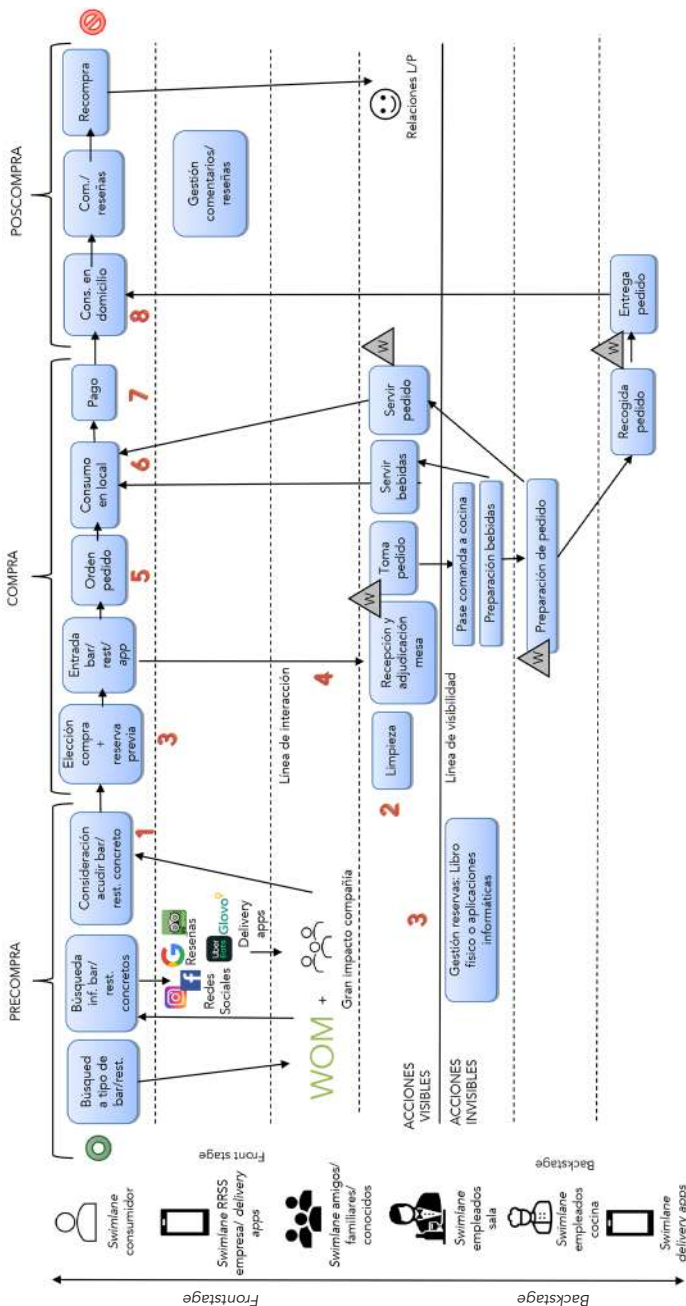 PRECOMPRA
COMPRA
POSCOMPRA
Swimlane
consumidor
Búsqued
a tipo de
bar/rest.
Búsqueda
inf. bar/
rest.
concretos
Consideración
acudir bar/
rest. concreto
1
Elección
compra
+
reserva
previa
3
Entrada
bar/
rest/
app
Orden
pedido
5
Consumo
en local
6
Pago
7
Cons. en
domicilio
8
Com./
reseñas
Recompra
Swimlane RRSS
empresa/ delivery
apps
Front stage
Redes
Sociales
Reseñas
Uber
Eats
Glovo
Delivery
apps
Gestión
comentarios/
reseñas
Línea de interacción
Swimlane amigos/
familiares/
conocidos
WOM +
Gran impacto compañía
4
Swimlane
empleados
sala
ACCIONES
VISIBLES
2
Limpieza
Recepción y
adjudicación
mesa
W
Toma
pedido
Servir
bebidas
Servir
pedido
W
Relaciones L/P
Línea de visibilidad
ACCIONES
INVISIBLES
3
Gestión reservas: Libro
físico o aplicaciones
informáticas
Pase comanda a cocina
Preparación bebidas
Swimlane
empleados
cocina
Backstage
W
Preparación de pedido
Swimlane
delivery apps
Recogida
pedido
W
Entrega
pedido
Frontstage
Backstage